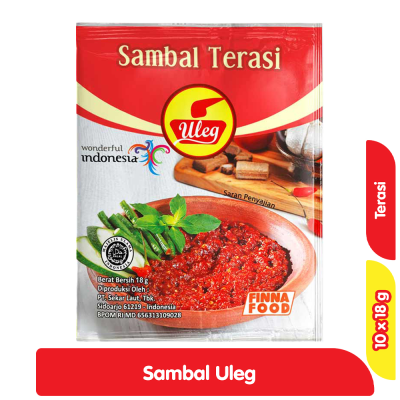 Sambal Terasi
Uleg
wonderful
indonesia
Saran Penyajian
Berat Bersih 18 g
Diproduksi Oleh :
PT. Sekar Laut, Tbk
Sidoarjo 61219 - Indonesia
BPOM RI MD 656313109028
FINNA
FOOD
Terasi
10 x 18 g
Sambal Uleg